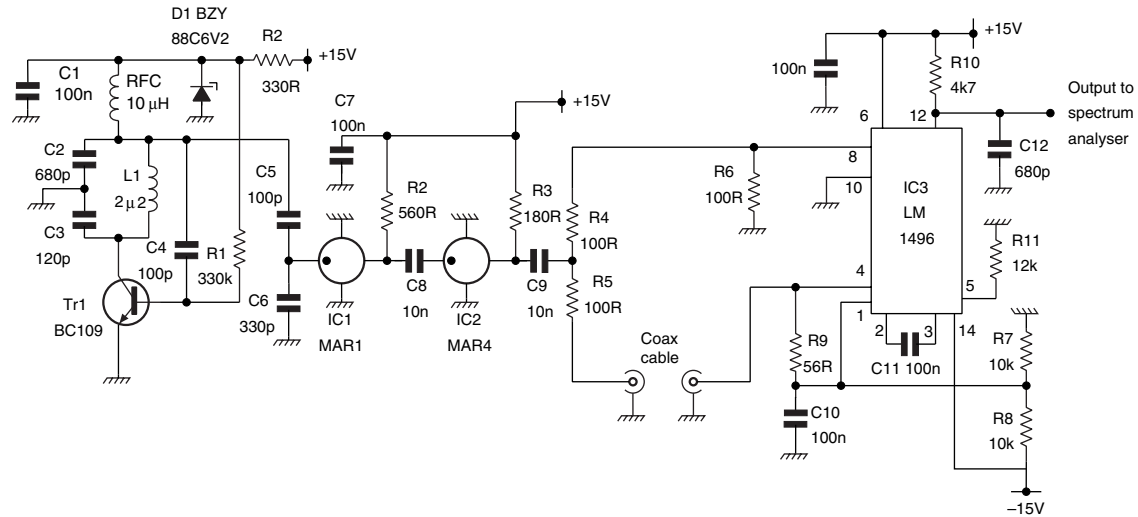 D1 BZY
88C6V2
R2
330R
+15V
C1
100n
RFC
10 μH
C2
680p
L1
2μ2
C3
120p
C4
100p
R1
330k
Tr1
BC109
C5
100p
C6
330p
C7
100n
+15V
R2
560R
R3
180R
IC1
MAR1
C8
10n
IC2
MAR4
C9
10n
R4
100R
R5
100R
Coax
cable
R6
100R
100n
+15V
R10
4k7
Output to
spectrum
analyser
C12
680p
6
12
8
10
IC3
LM
1496
4
5
1
2
3
14
R11
12k
R9
56R
C11 100n
R7
10k
C10
100n
R8
10k
–15V